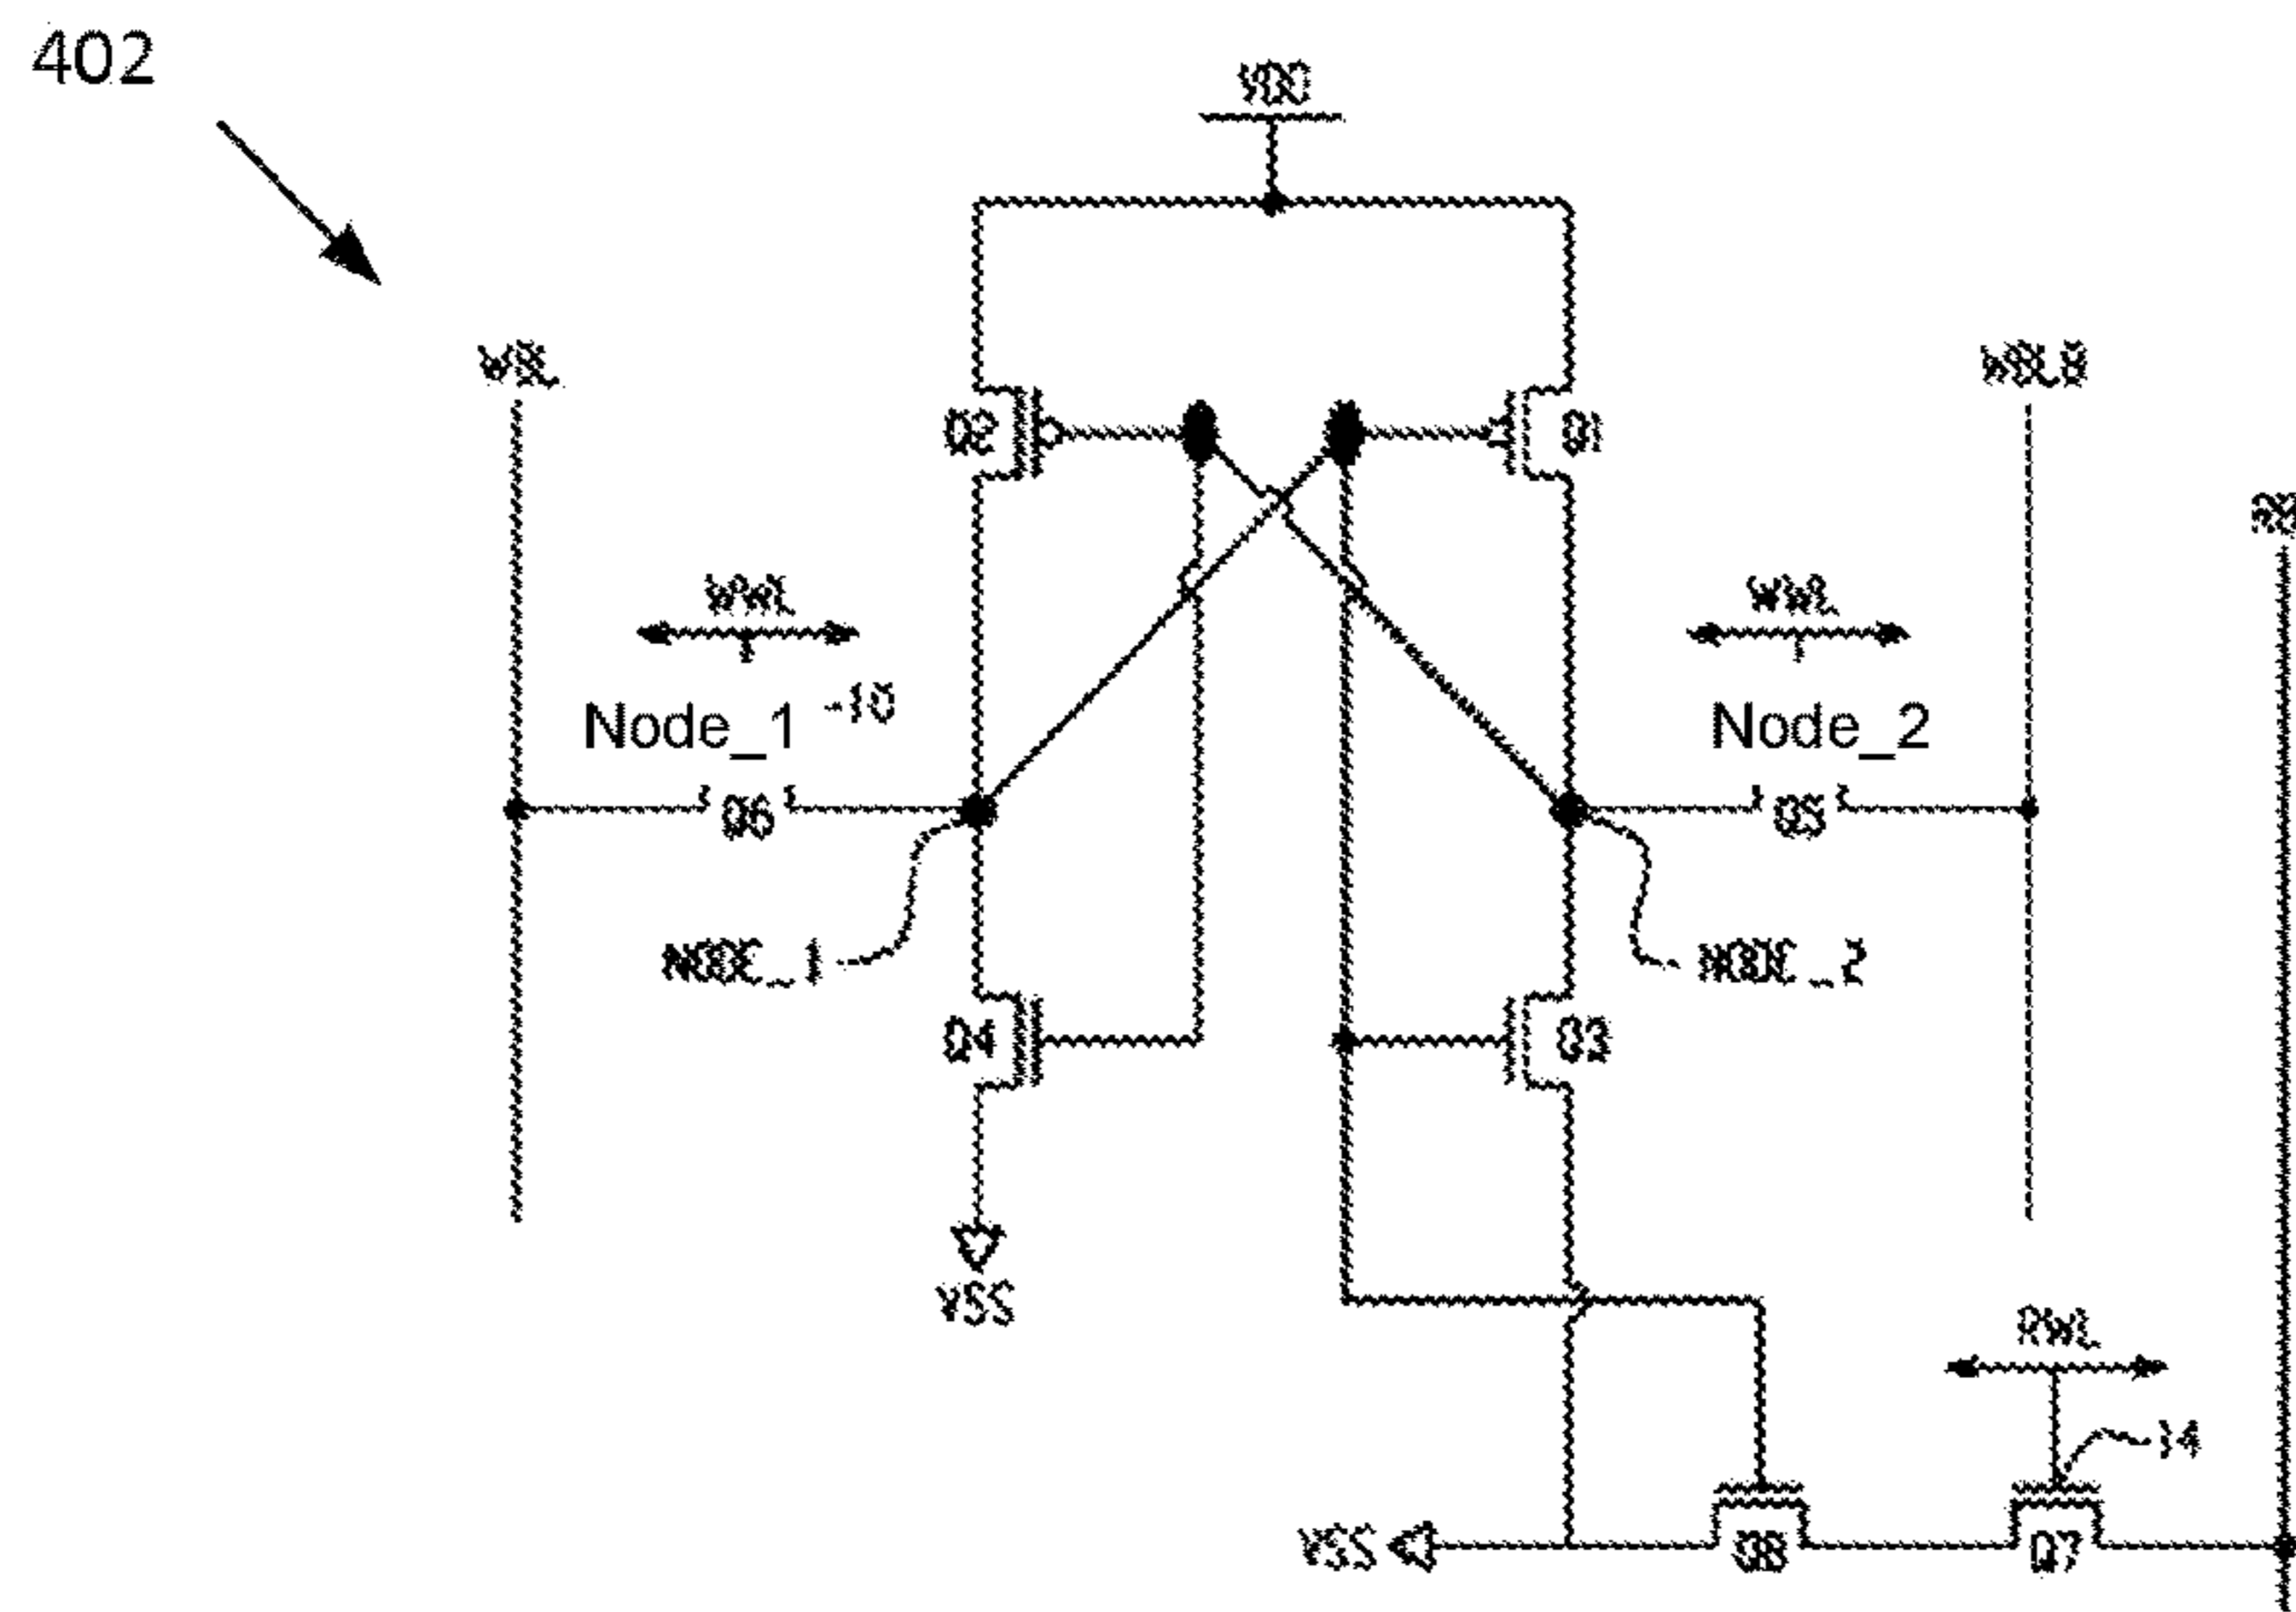 402
VDD
WBL
WBLB
Q2
Q1
WWL
WWL
Node_1
Node_2
Q6
Q5
NODE_1
NODE_2
Q4
Q3
VSS
RWL
14
VSS
Q8
Q7